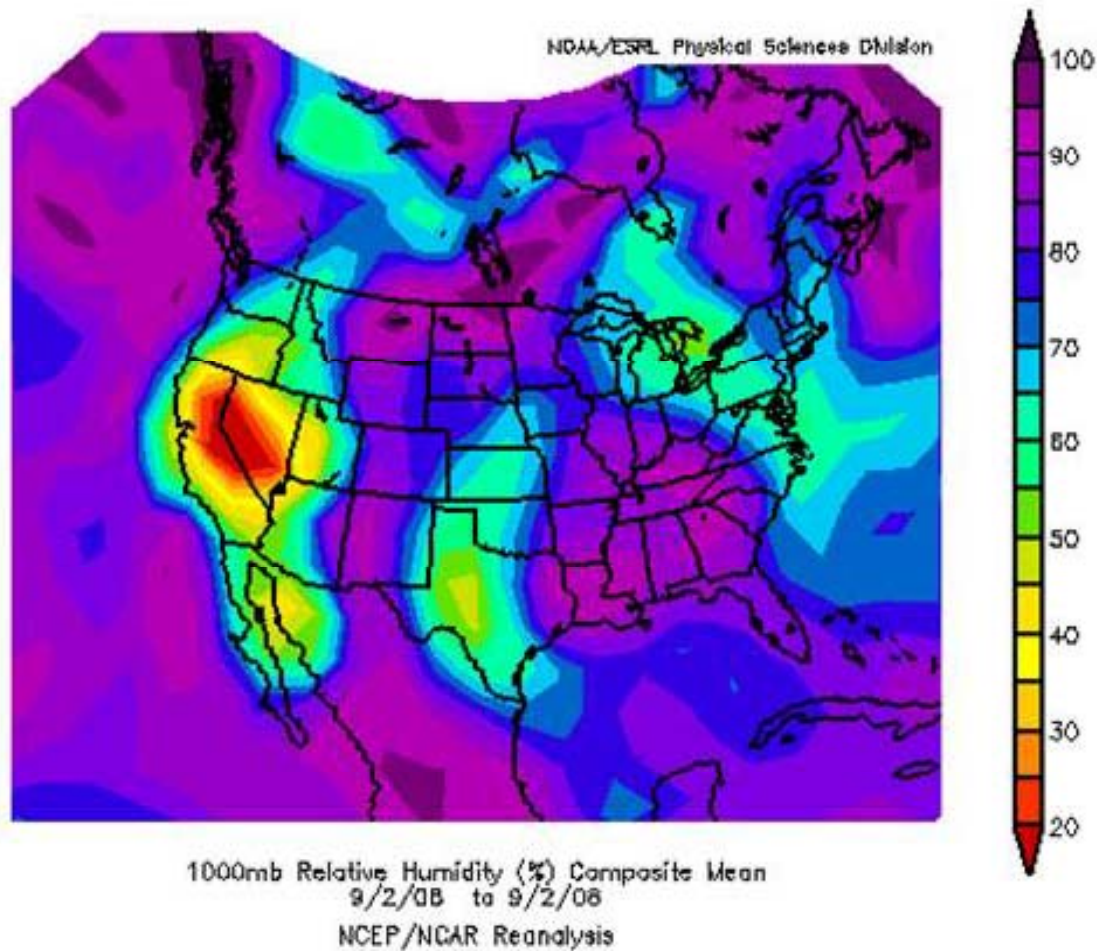 NOAA/ESRL Physical Sciences Division
100
90
80
70
60
50
40
30
20
1000mb Relative Humidity (%) Composite Mean
9/2/08 to 9/2/08
NCEP/NCAR Reanalysis